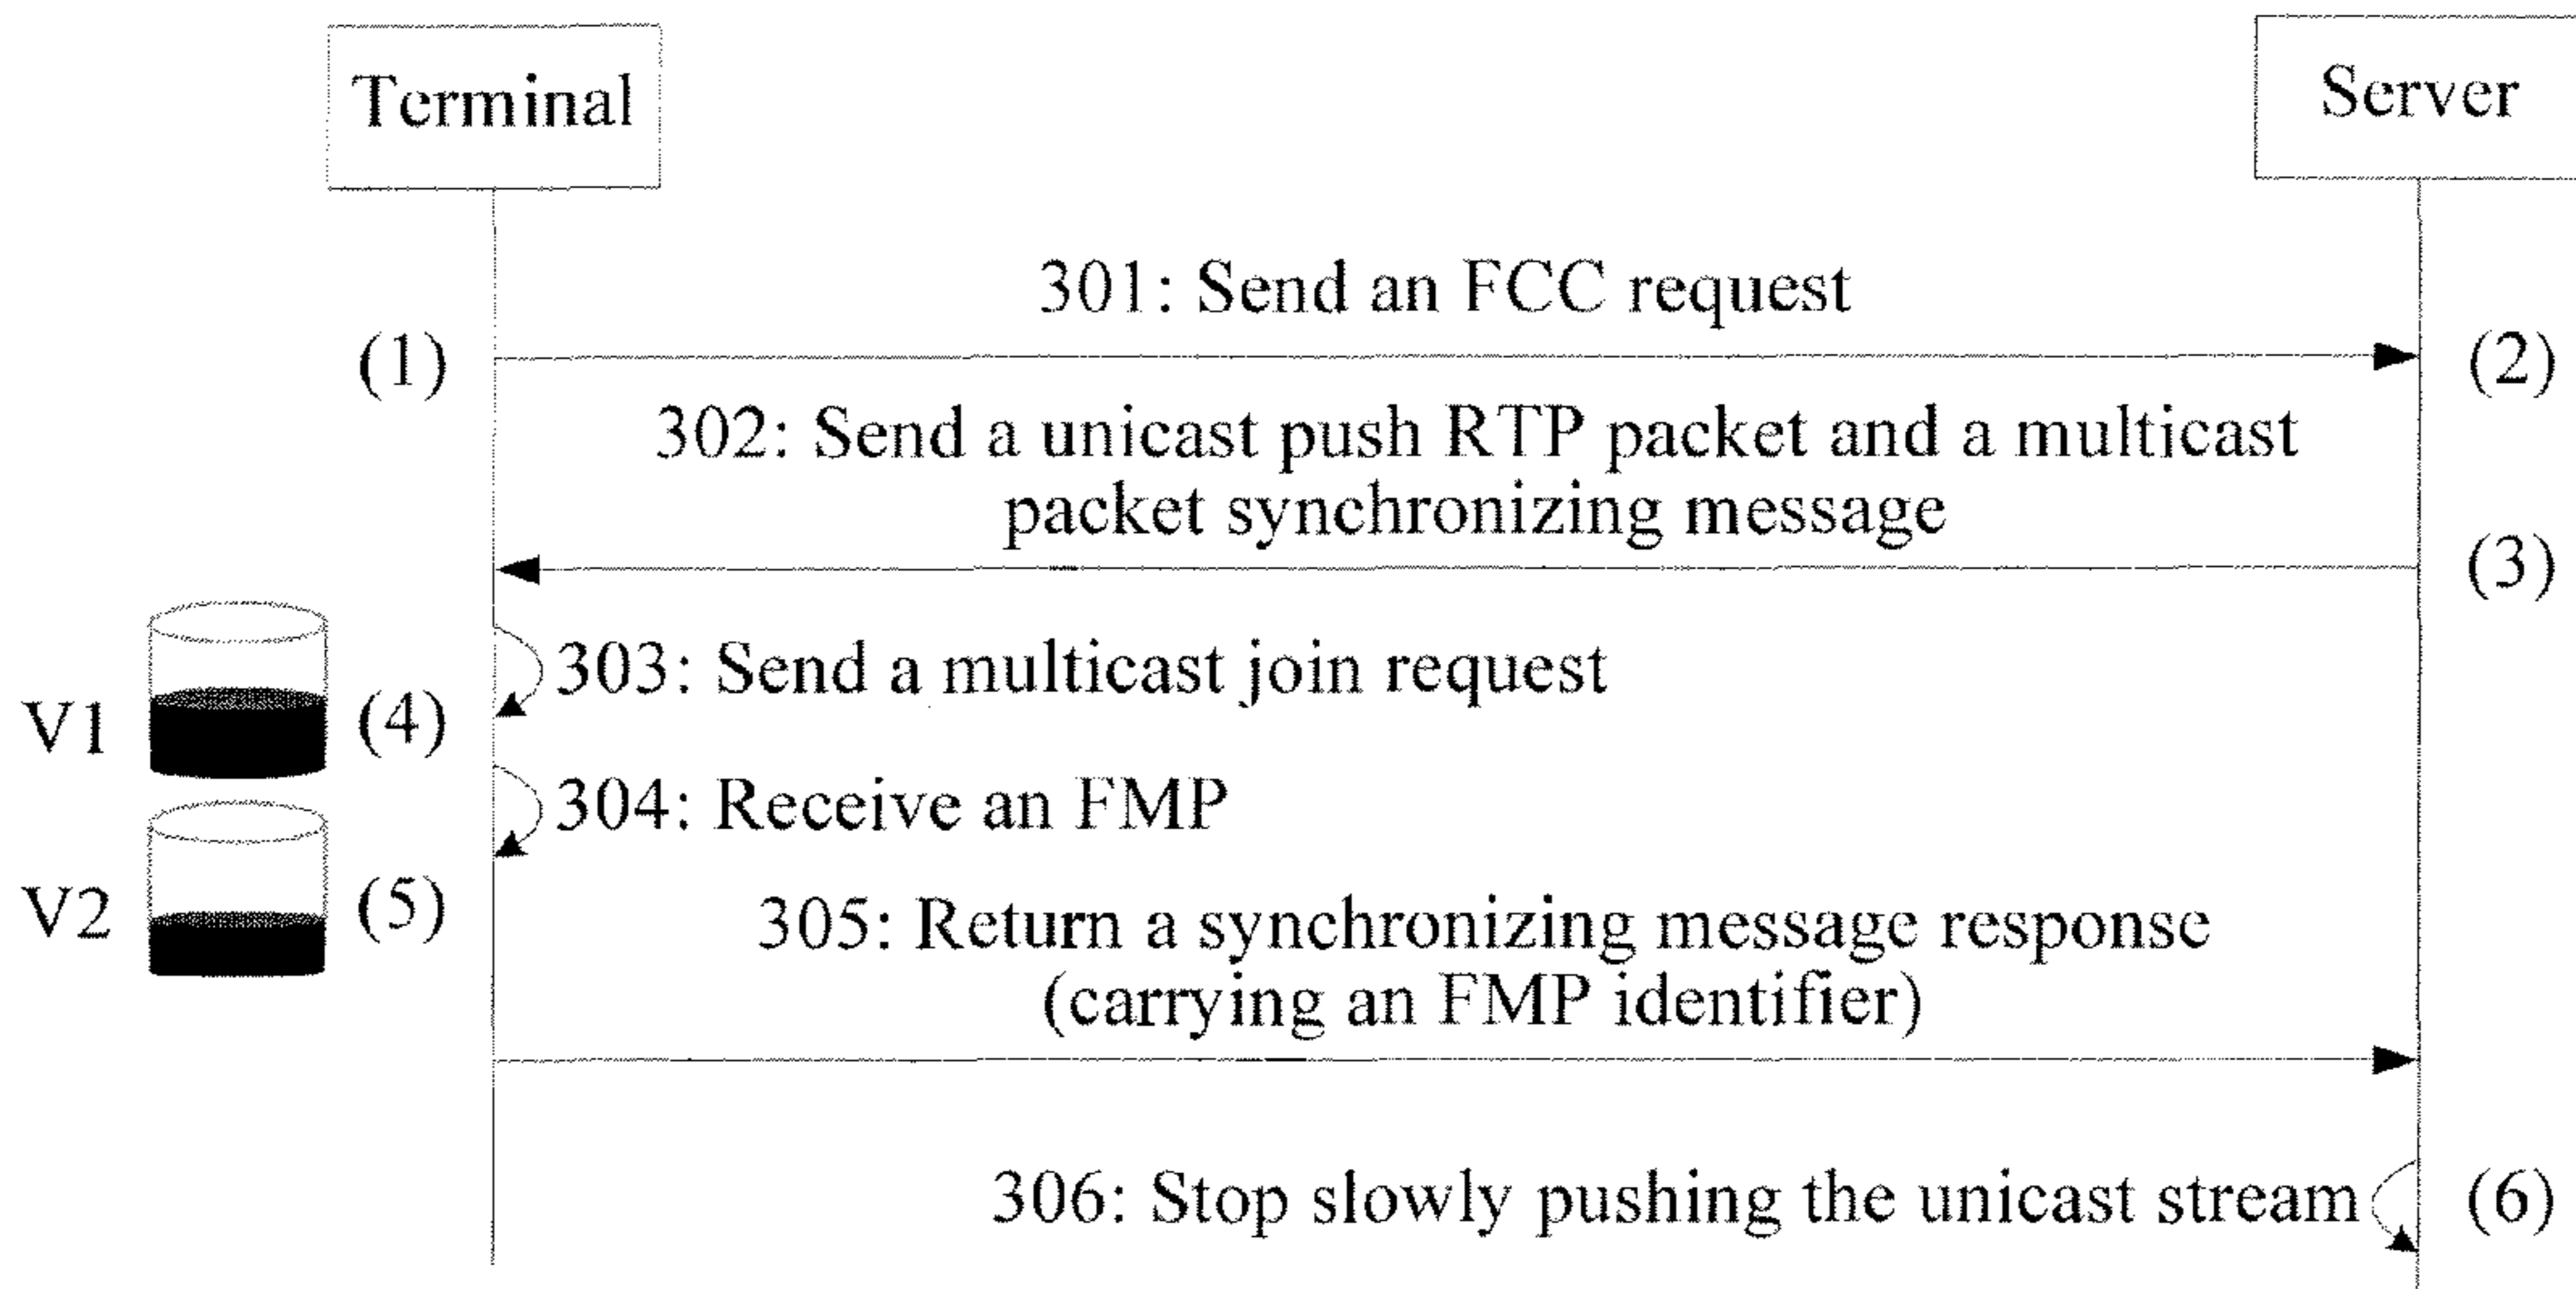 Terminal
Server
301: Send an FCC request
(1)
(2)
302: Send a unicast push RTP packet and a multicast
packet synchronizing message
(3)
303: Send a multicast join request
V1
(4)
304: Receive an FMP
V2
(5)
305: Return a synchronizing message response
(carrying an FMP identifier)
306: Stop slowly pushing the unicast stream
(6)